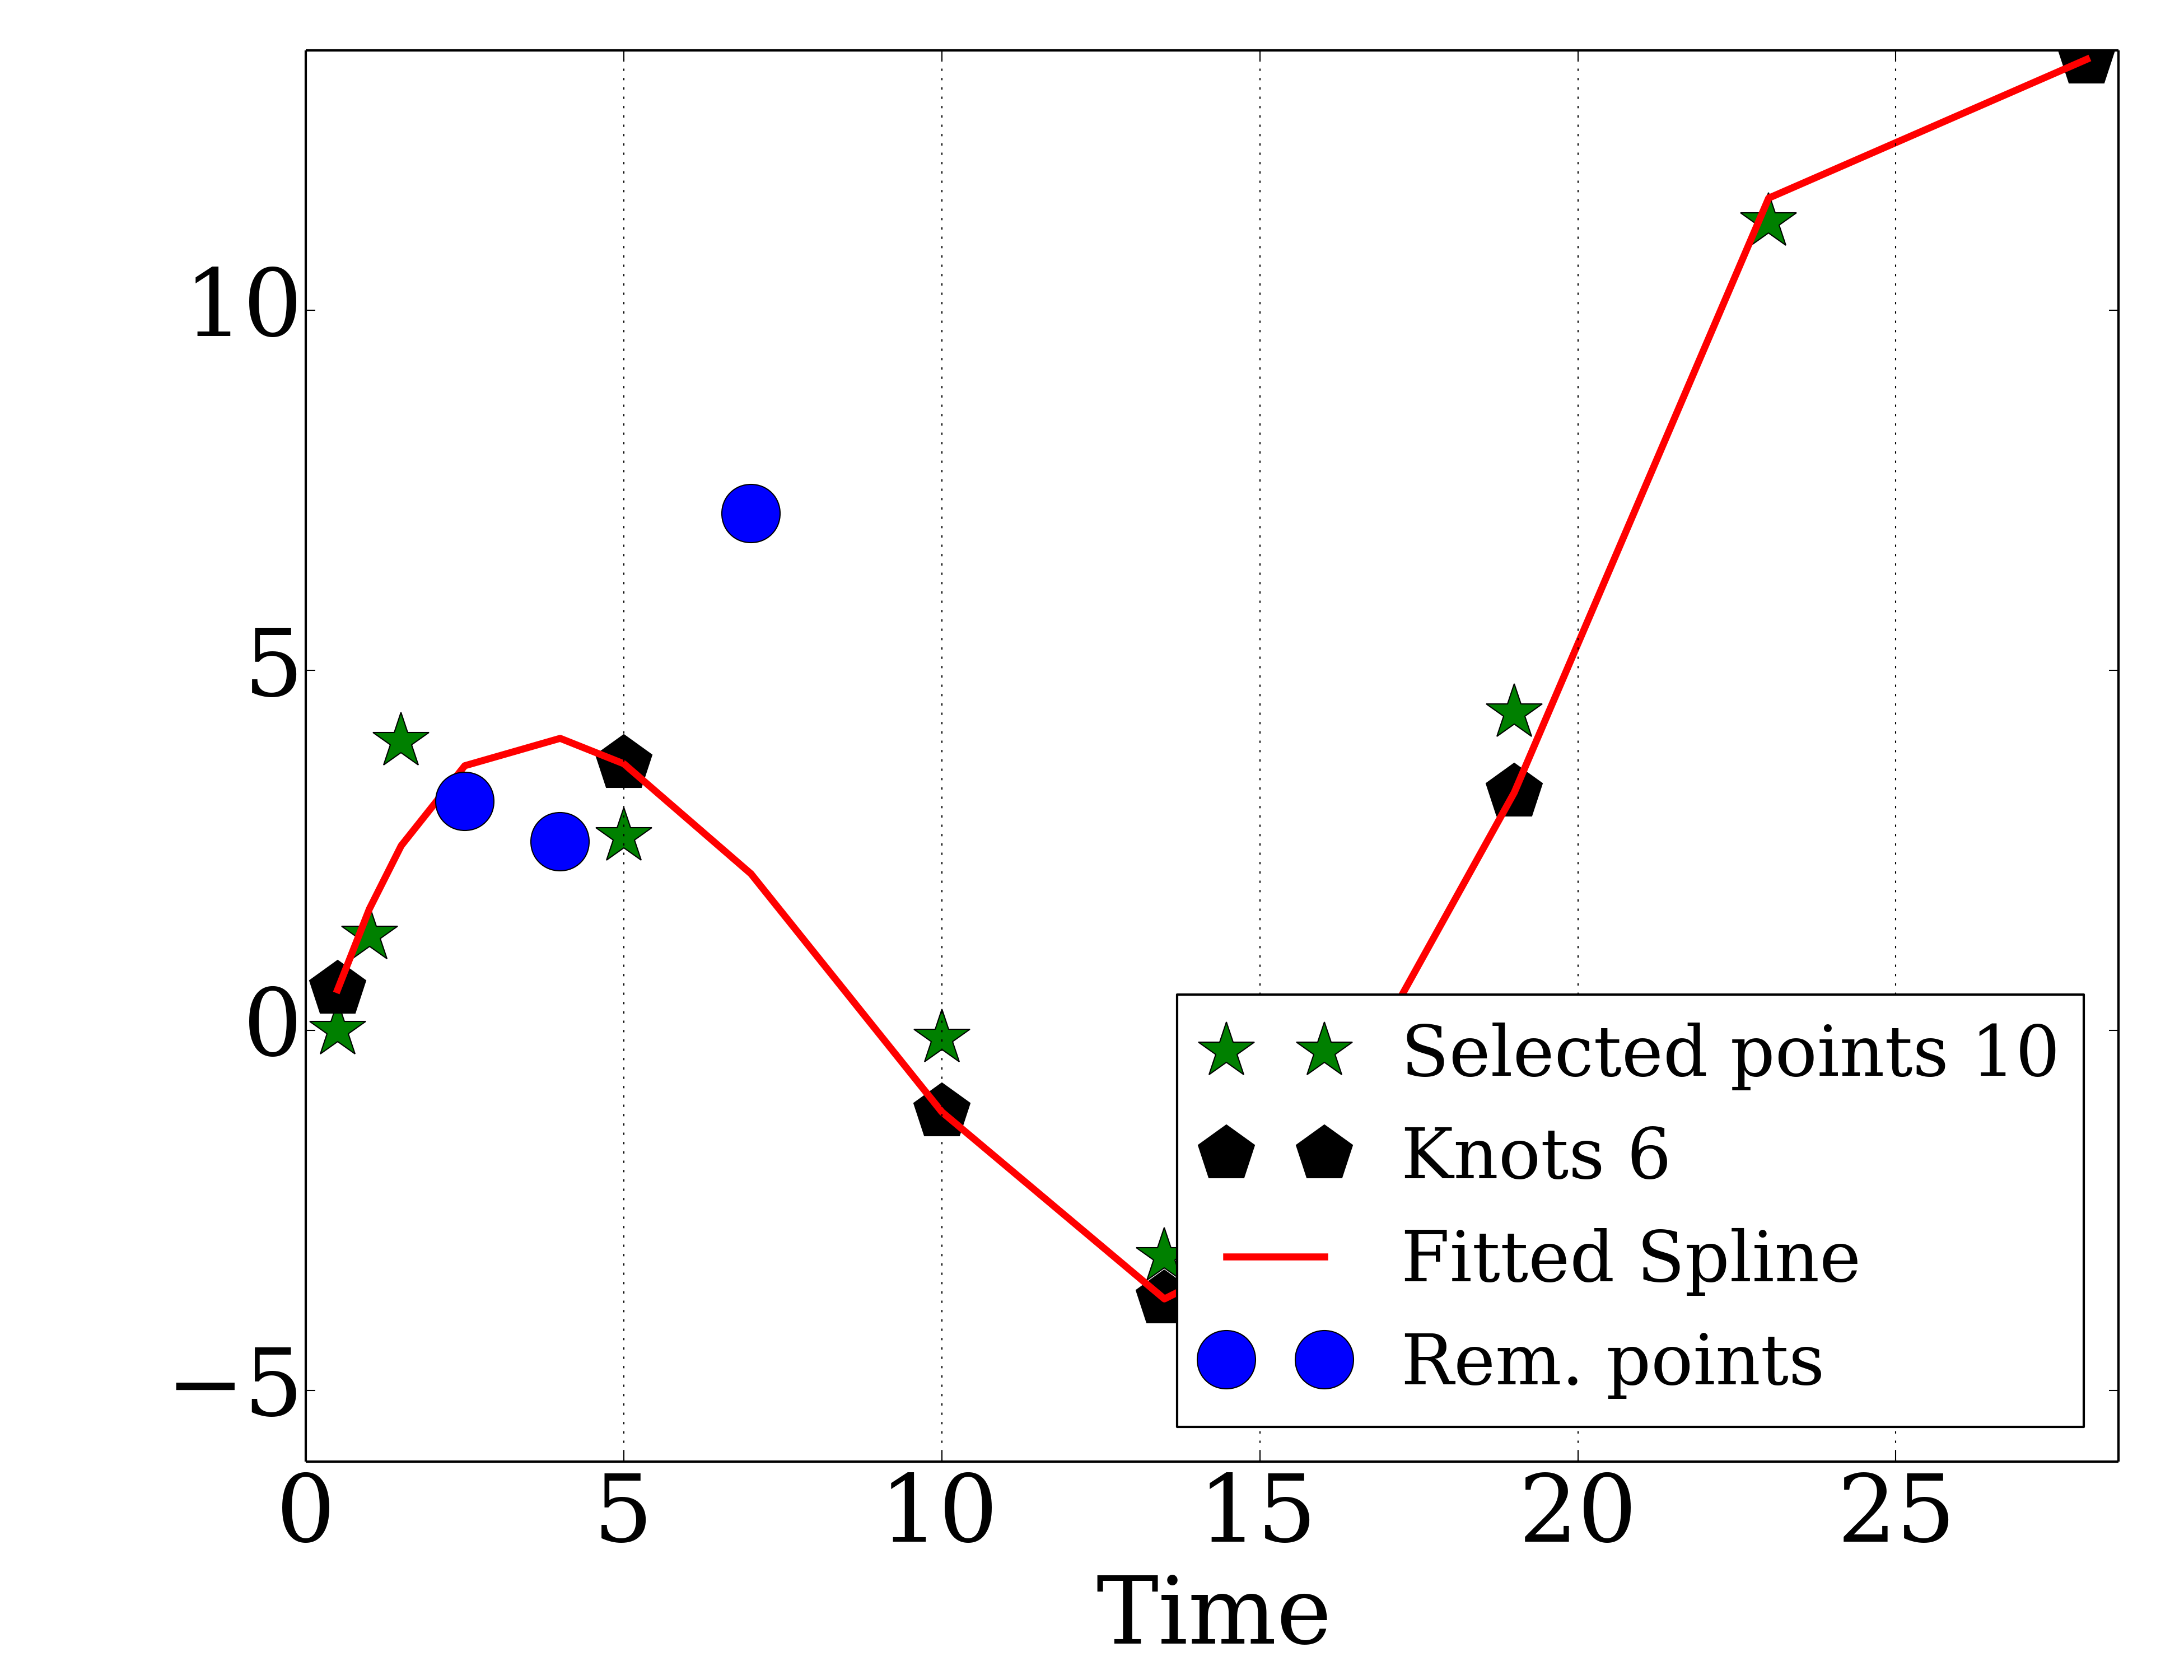 10
5
0
−5
Selected points 10
Knots 6
Fitted Spline
Rem. points
0 5 10 15 20 25
Time